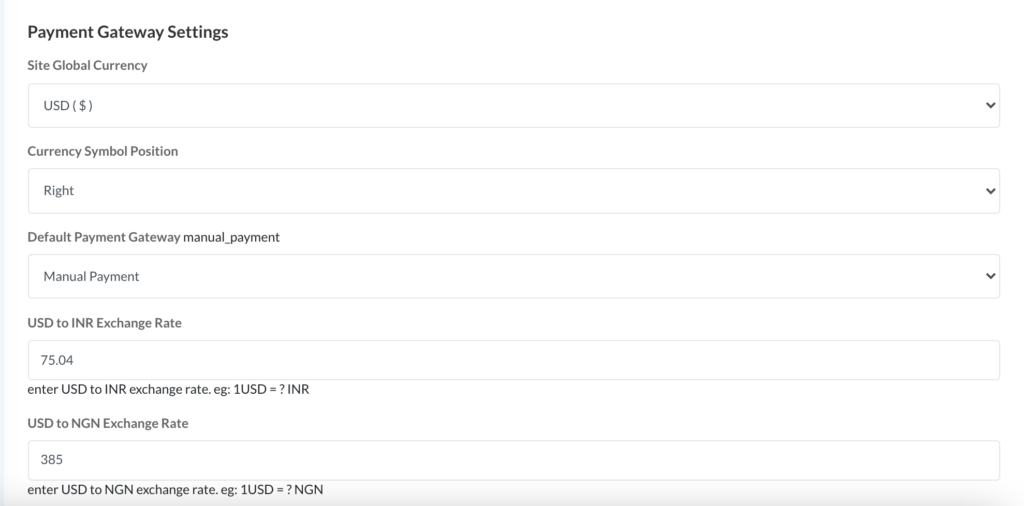 Payment Gateway Settings
Site Global Currency
USD ( $ )
Currency Symbol Position
Right
Default Payment Gateway manual_payment
Manual Payment
USD to INR Exchange Rate
75.04
enter USD to INR exchange rate. eg: 1USD = ? INR
USD to NGN Exchange Rate
385
enter USD to NGN exchange rate. eg: 1USD = ? NGN